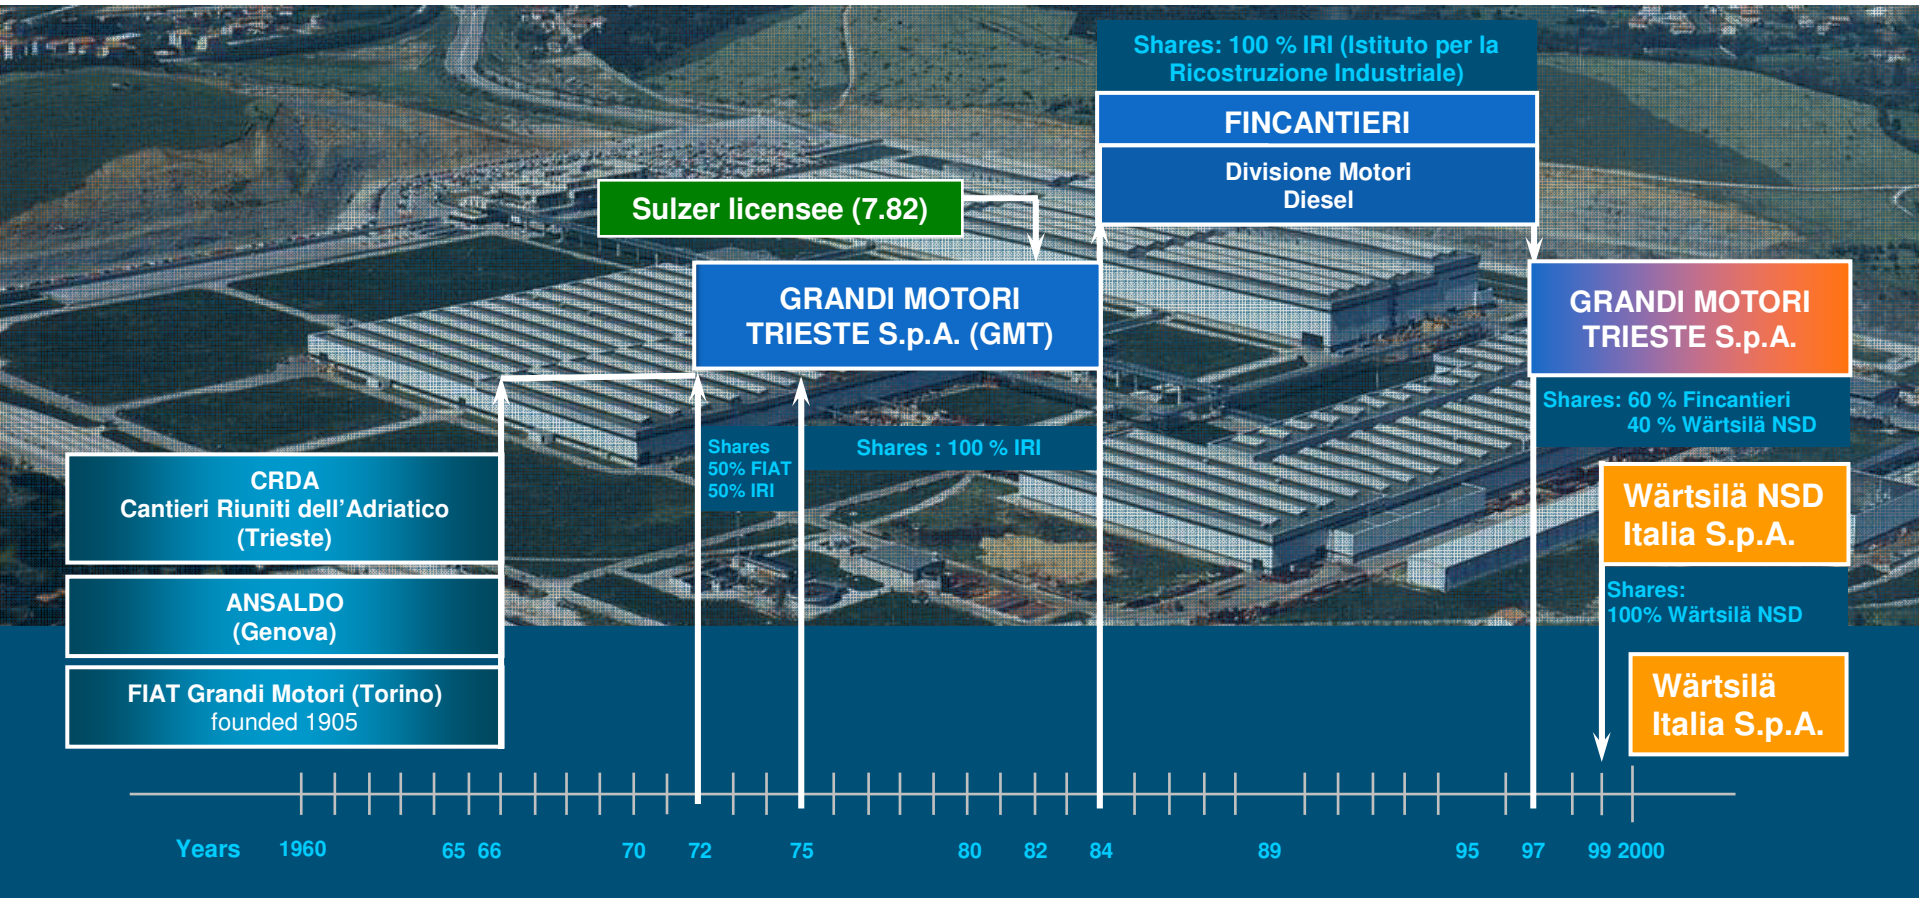 Shares: 100 % IRI (Istituto per la
Ricostruzione Industriale)
FINCANTIERI
Divisione Motori
Diesel
Sulzer licensee (7.82)
GRANDI MOTORI
TRIESTE S.p.A. (GMT)
GRANDI MOTORI
TRIESTE S.p.A.
Shares: 60 % Fincantieri
40 % Wärtsilä NSD
Shares
50% FIAT
50% IRI
Shares : 100 % IRI
CRDA
Cantieri Riuniti dell’Adriatico
(Trieste)
ANSALDO
(Genova)
FIAT Grandi Motori (Torino)
founded 1905
Wärtsilä NSD
Italia S.p.A.
Shares:
100% Wärtsilä NSD
Wärtsilä
Italia S.p.A.
Years 1960 65 66 70 72 75 80 82 84 89 95 97 99 2000